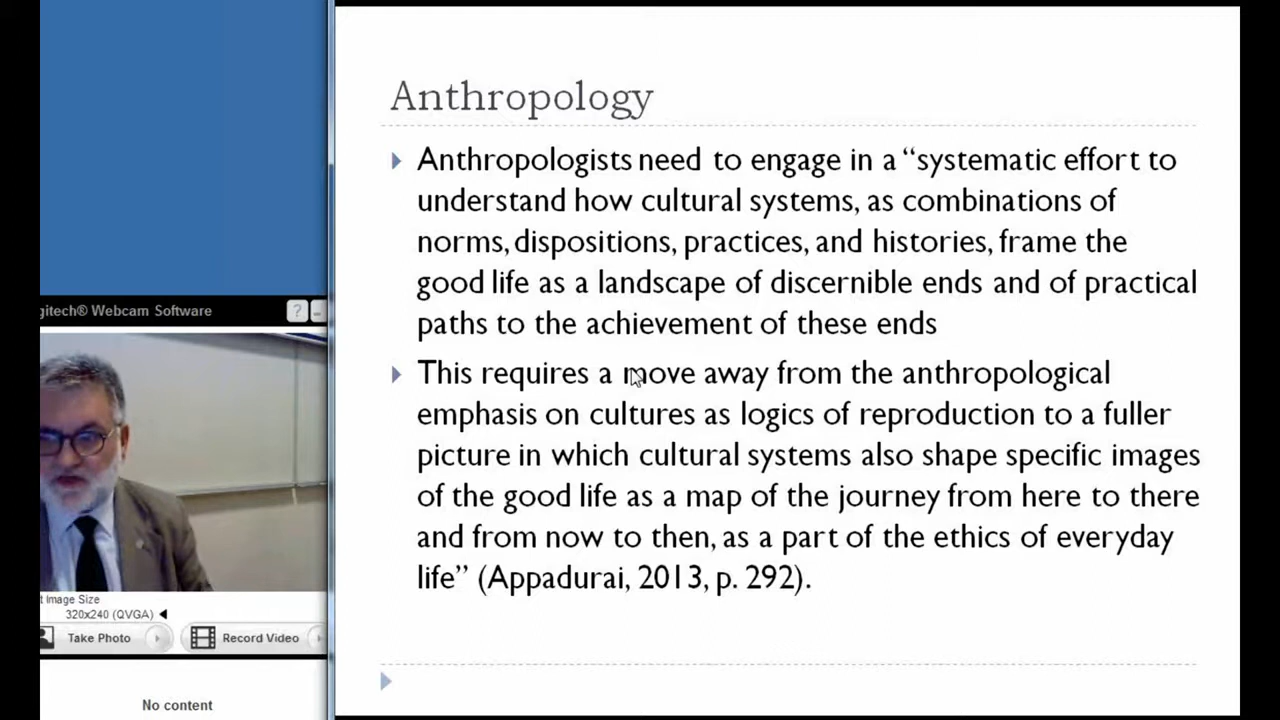 Anthropology
Anthropologists need to engage in a “systematic effort to
understand how cultural systems, as combinations of
norms, dispositions, practices, and histories, frame the
good life as a landscape of discernible ends and of practical
paths to the achievement of these ends
This requires a move away from the anthropological
emphasis on cultures as logics of reproduction to a fuller
picture in which cultural systems also shape specific images
of the good life as a map of the journey from here to there
and from now to then, as a part of the ethics of everyday
life” (Appadurai, 2013, p. 292).
gitech® Webcam Software
?
t Image Size
320x240 (QVGA)
Take Photo
Record Video
No content